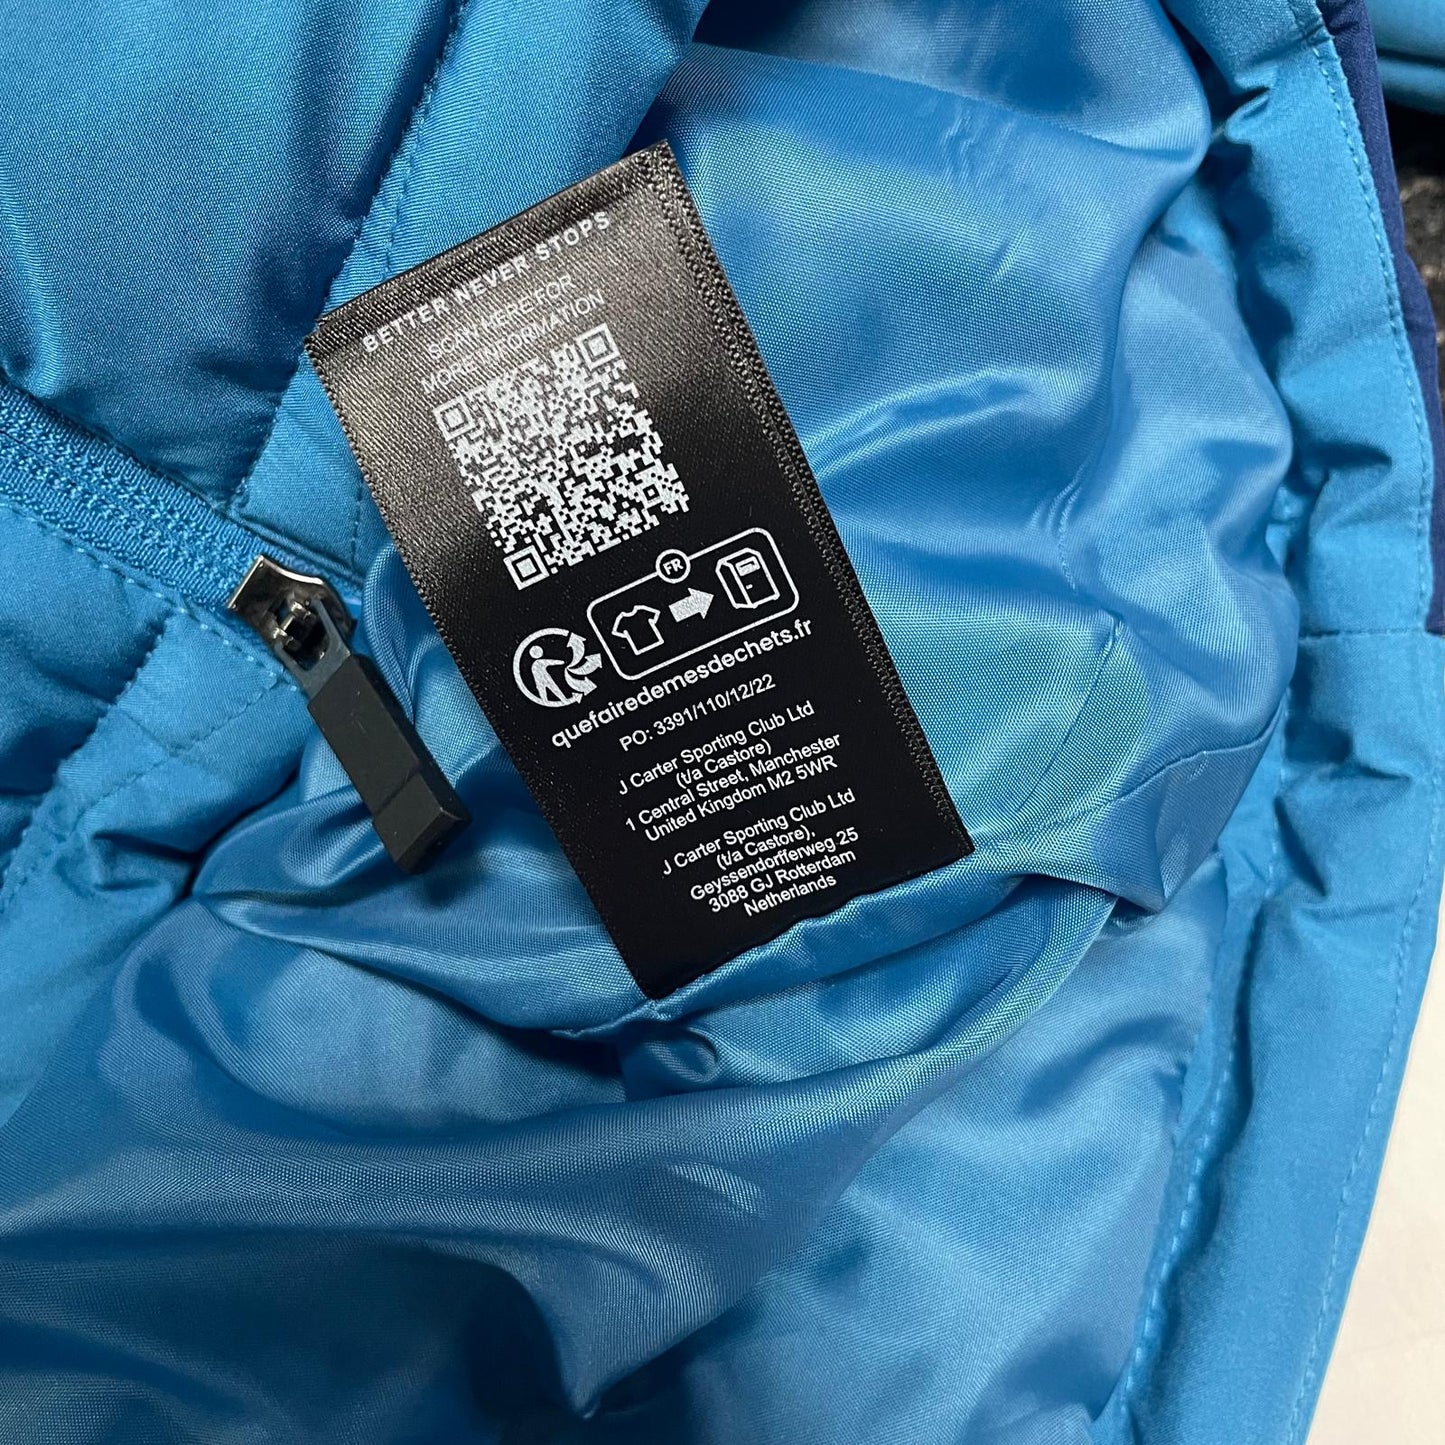 BETTER NEVER STOPS
SCAN HERE FOR
MORE INFORMATION
FR
quefairedemesdechets.fr
PO: 3391/110/12/22
J Carter Sporting Club Ltd
(Va Castore)
1 Central Street, Manchester
United Kingdom M2 5WR
J Carter Sporting Club Ltd
(Va Castore),
Geyssendorfferweg 25
3088 GJ Rotterdam
Netherlands